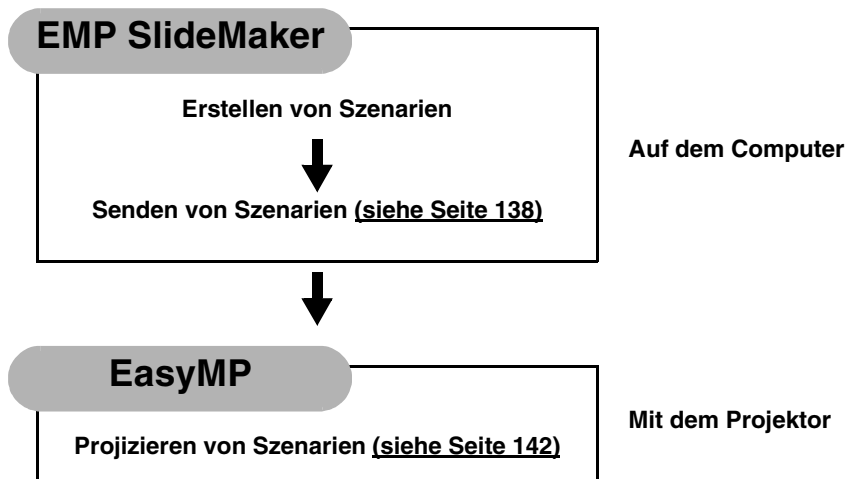 EMP SlideMaker
Erstellen von Szenarien
Auf dem Computer
Senden von Szenarien (siehe Seite 138)
EasyMP
Mit dem Projektor
Projizieren von Szenarien (siehe Seite 142)